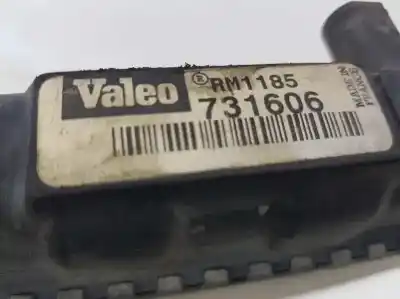 Valeo ® RM1185
731606
MADE IN
FRANCE